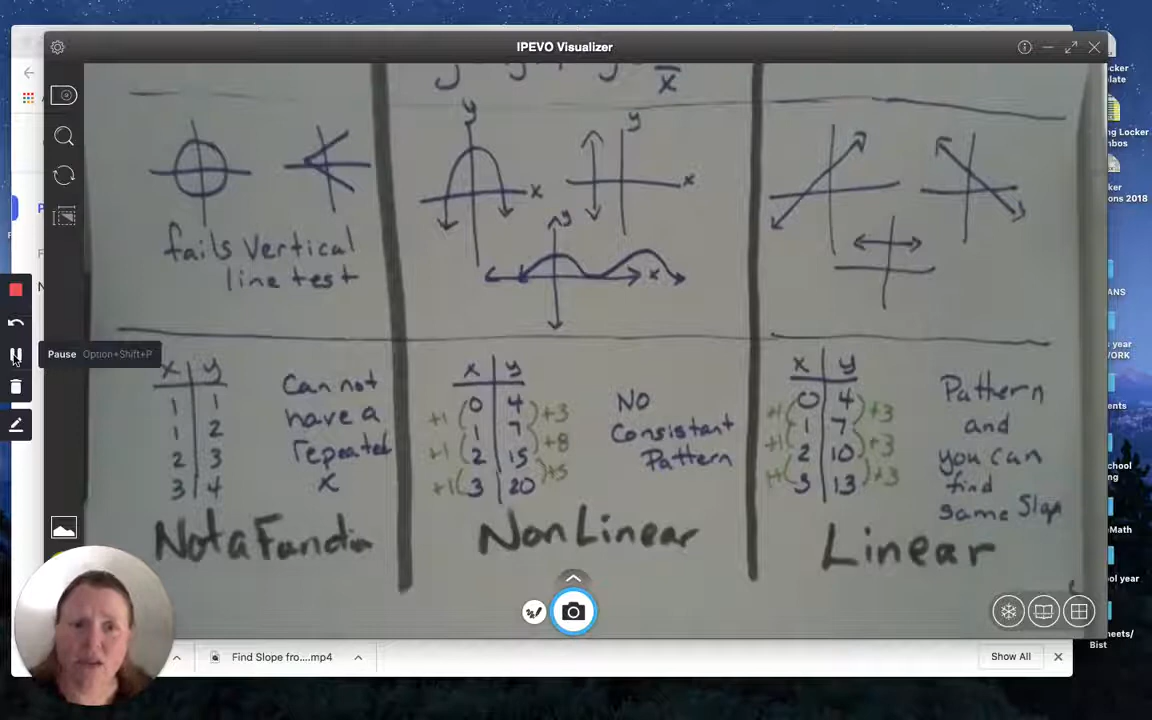 IPEVO Visualizer
x
y
y
x
x
y
x
fails Vertical
line test
Pause Option+Shift+P
x y
1 1
1 2
2 3
3 4
Can not
have a
repeated
x
x y
0 4
1 7
2 15
3 20
+1 +3
+1 +8
+1 +5
No
Consistant
Pattern
x y
0 4
1 7
2 10
3 13
+1 +3
+1 +3
+1 +3
Pattern
and
you can
find
same Slope
Not a Function
Non Linear
Linear
Find Slope fro....mp4
Show All